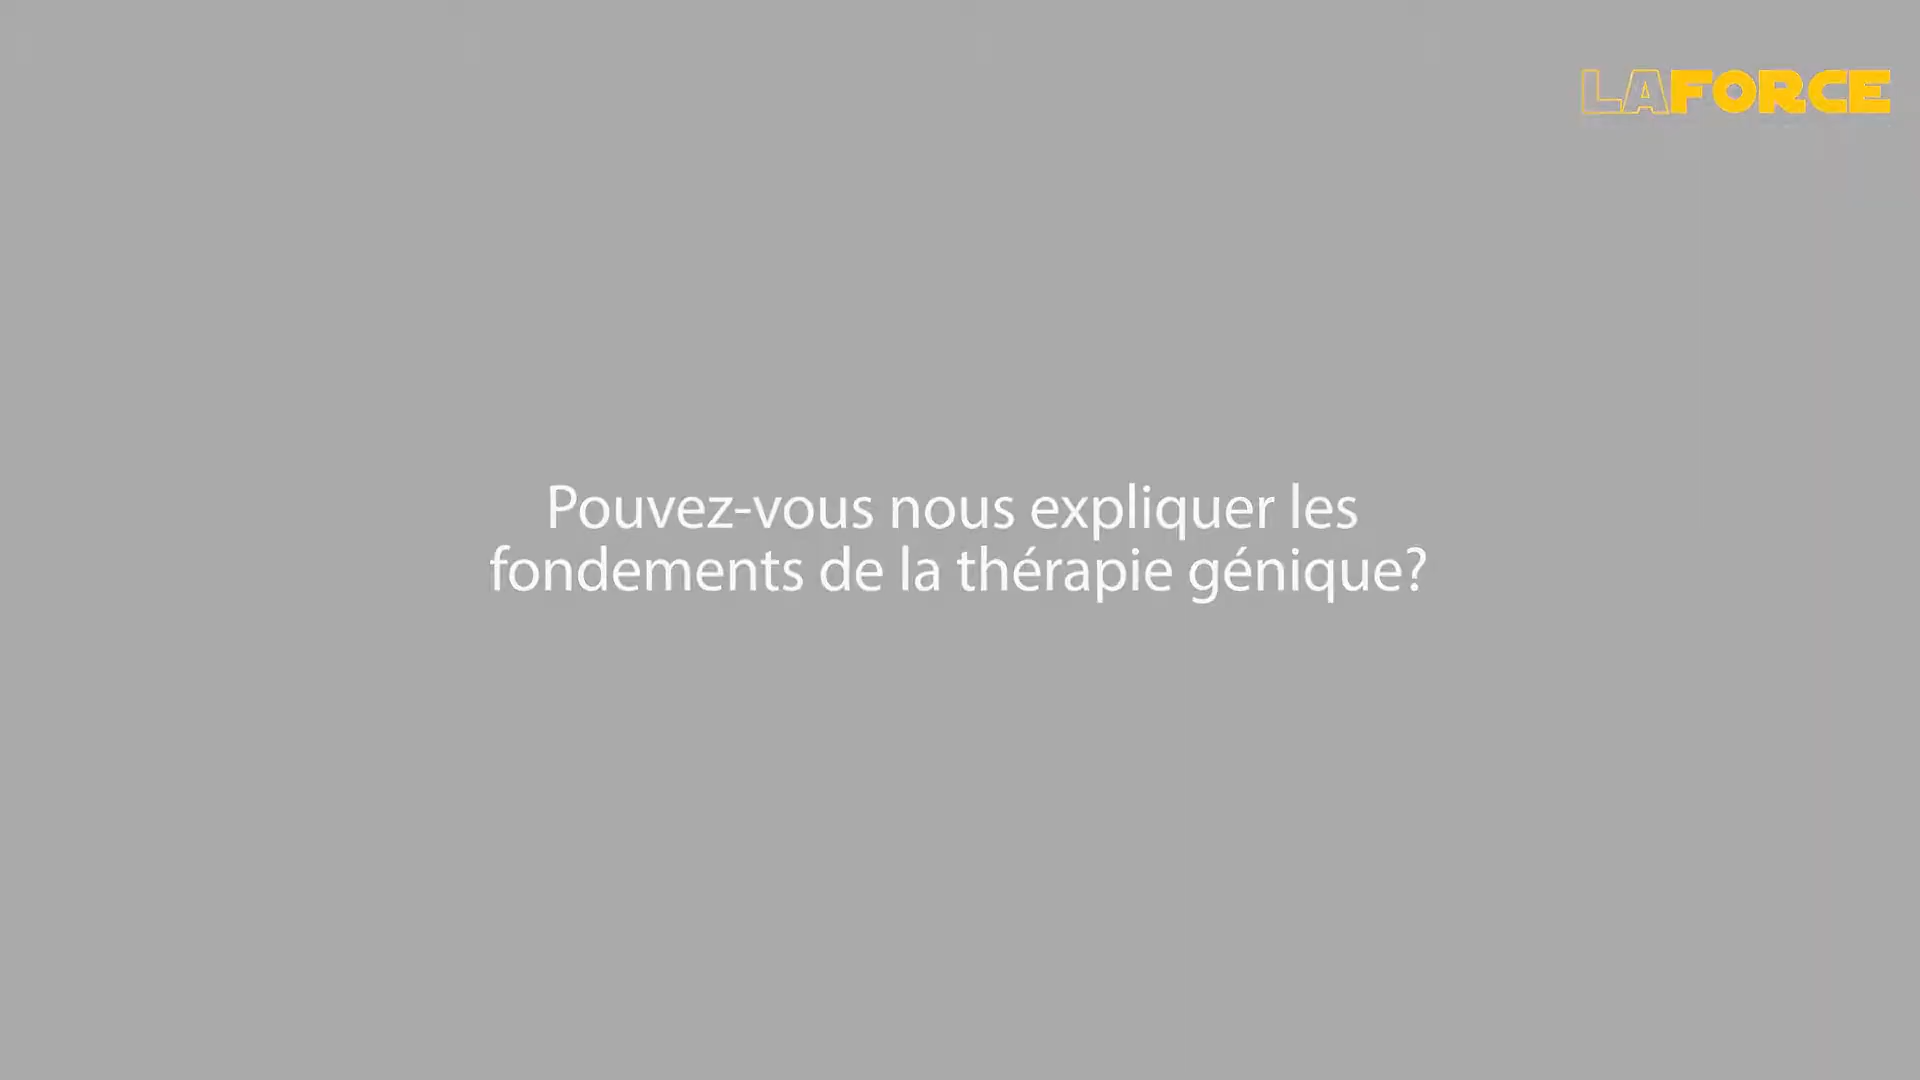 LAFORCE
Pouvez-vous nous expliquer les
fondements de la thérapie génique?